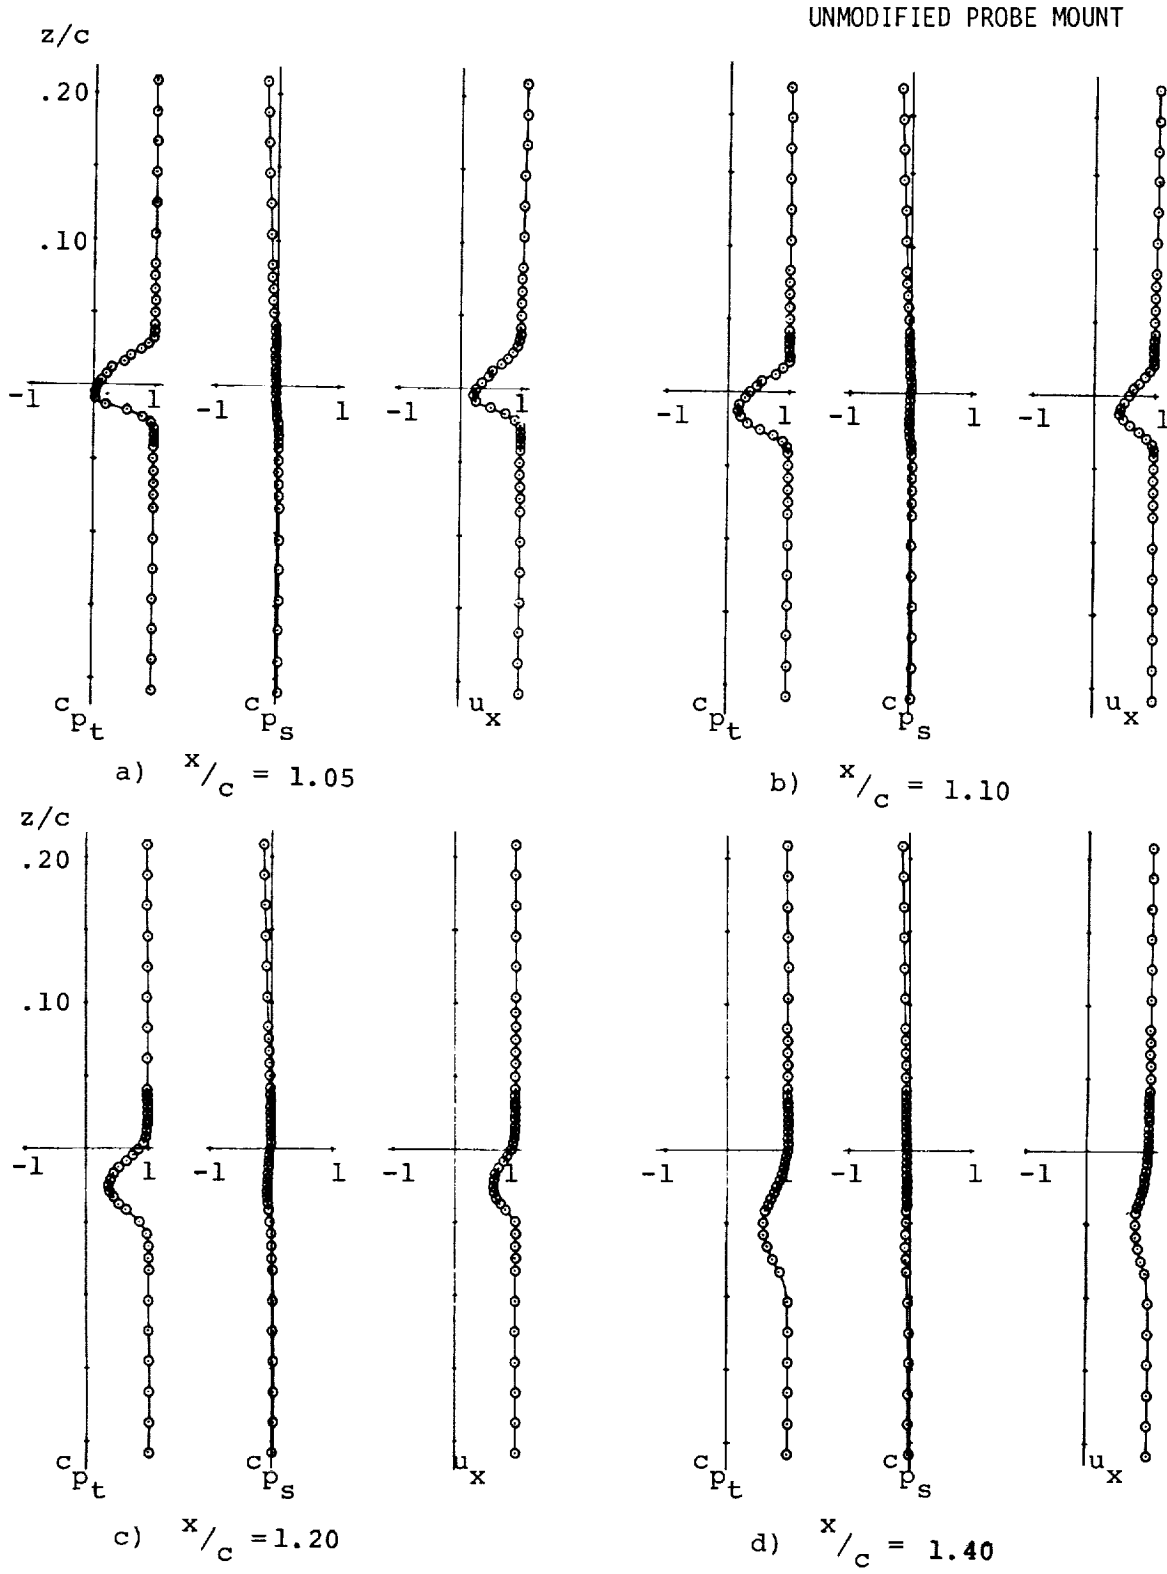 UNMODIFIED PROBE MOUNT
z/c
.20
.10
-1 1 -1 1 -1 1
-1 1 -1 1 -1 1
c p t c p s u x
c p t c p s u x
a) x/c = 1.05
b) x/c = 1.10
z/c
.20
.10
-1 1 -1 1 -1 1
-1 1 -1 1 -1 1
c p t c p s u x
c p t c p s u x
c) x/c = 1.20
d) x/c = 1.40